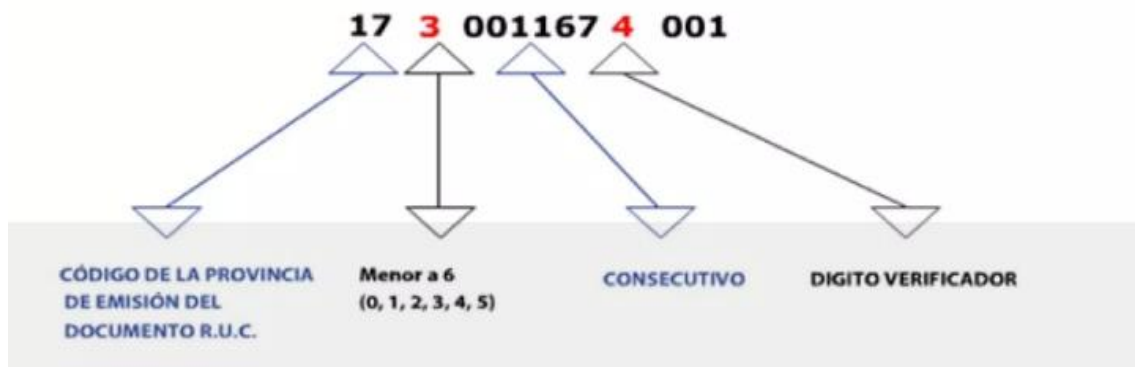 17 3 001167 4 001
CÓDIGO DE LA PROVINCIA
DE EMISIÓN DEL
DOCUMENTO R.U.C.
Menor a 6
(0, 1, 2, 3, 4, 5)
CONSECUTIVO
DIGITO VERIFICADOR